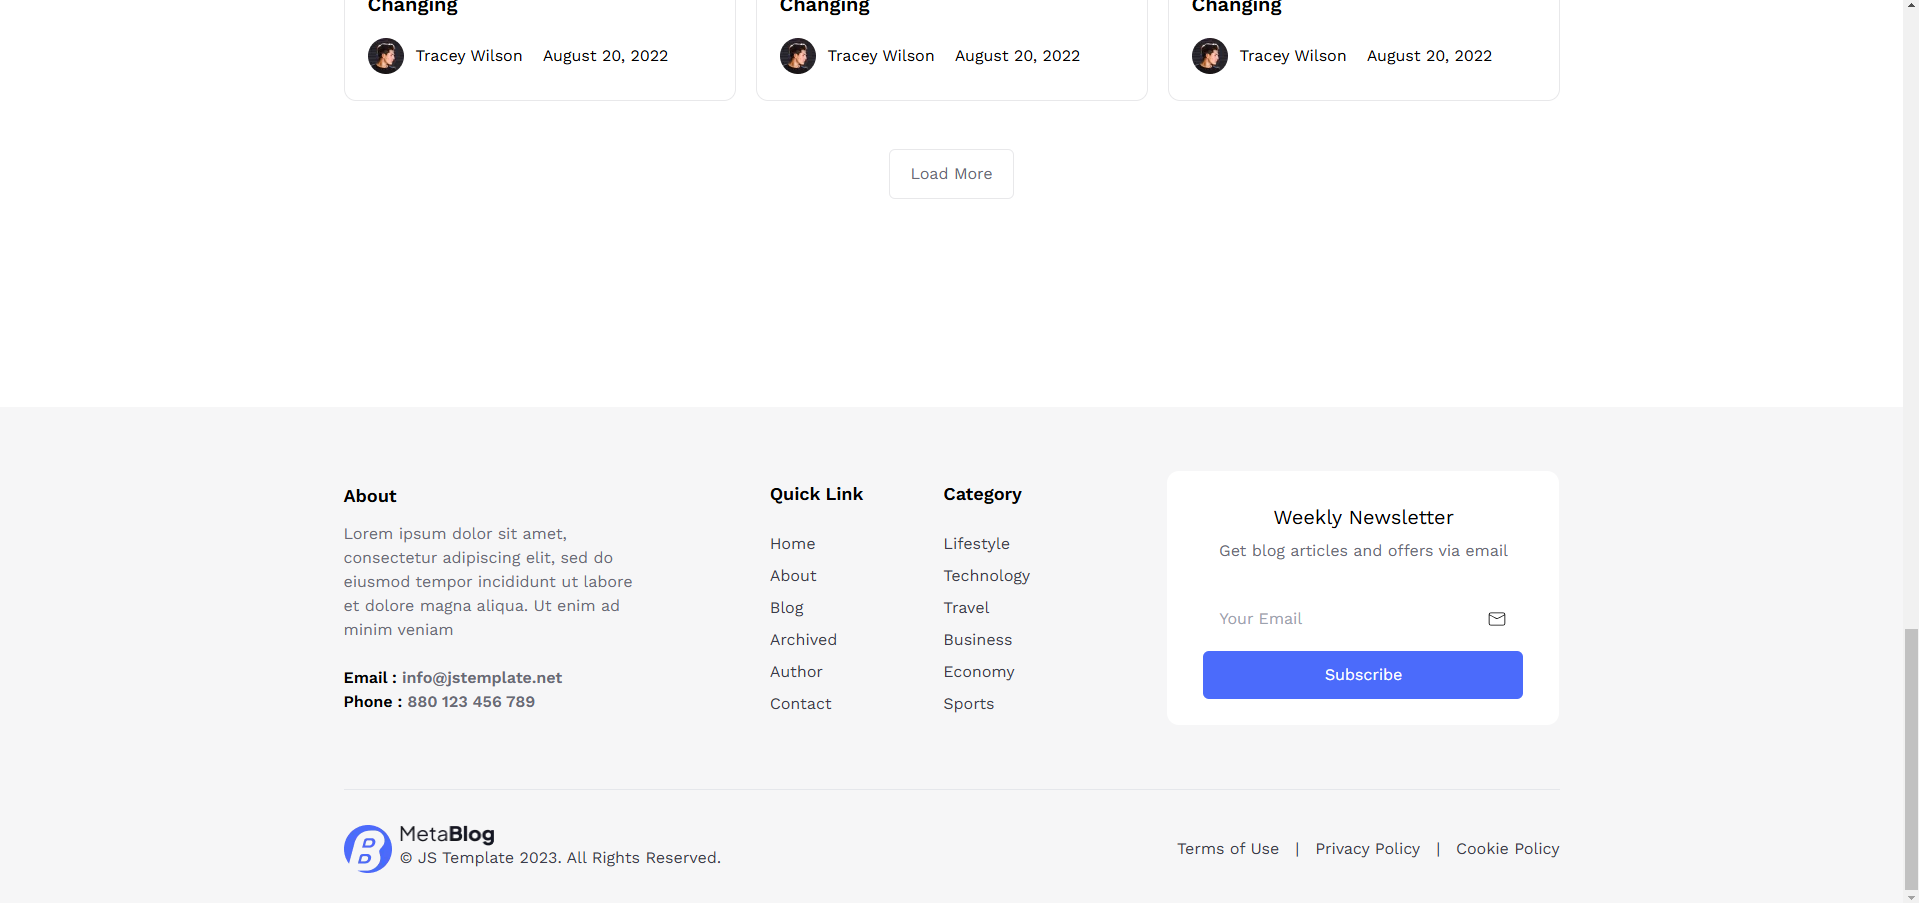 Changing
Tracey Wilson August 20, 2022
Changing
Tracey Wilson August 20, 2022
Changing
Tracey Wilson August 20, 2022
Load More
About
Lorem ipsum dolor sit amet,
consectetur adipiscing elit, sed do
eiusmod tempor incididunt ut labore
et dolore magna aliqua. Ut enim ad
minim veniam
Email : info@jstemplate.net
Phone : 880 123 456 789
Quick Link
Home
About
Blog
Archived
Author
Contact
Category
Lifestyle
Technology
Travel
Business
Economy
Sports
Weekly Newsletter
Get blog articles and offers via email
Your Email
Subscribe
MetaBlog
© JS Template 2023. All Rights Reserved.
Terms of Use | Privacy Policy | Cookie Policy